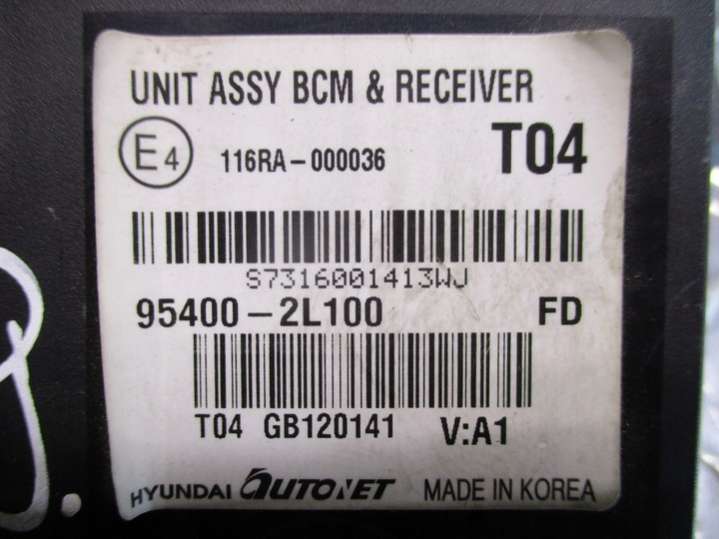 UNIT ASSY BCM & RECEIVER
E4 116RA-000036 T04
S7316001413WJ
95400-2L100 FD
T04 GB120141 V:A1
HYUNDAI AUTONET MADE IN KOREA